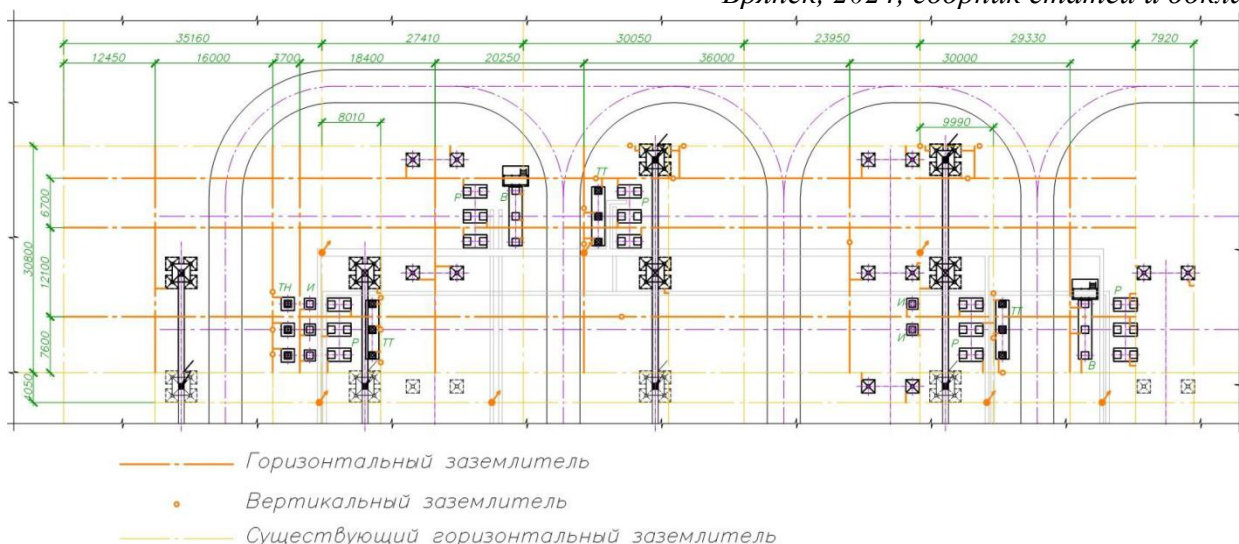 Брянск, 2024, сборник статей и докла
35160 27410 30050 23950 29330 7920
12450 16000 3700 18400 20250 36000 30000
8010 9990
30800 6700 12100 7600 4050
Р В ТТ Р
ТН И Р ТТ И И Р ТТ В Р
Горизонтальный заземлитель
Вертикальный заземлитель
Существующий горизонтальный заземлитель